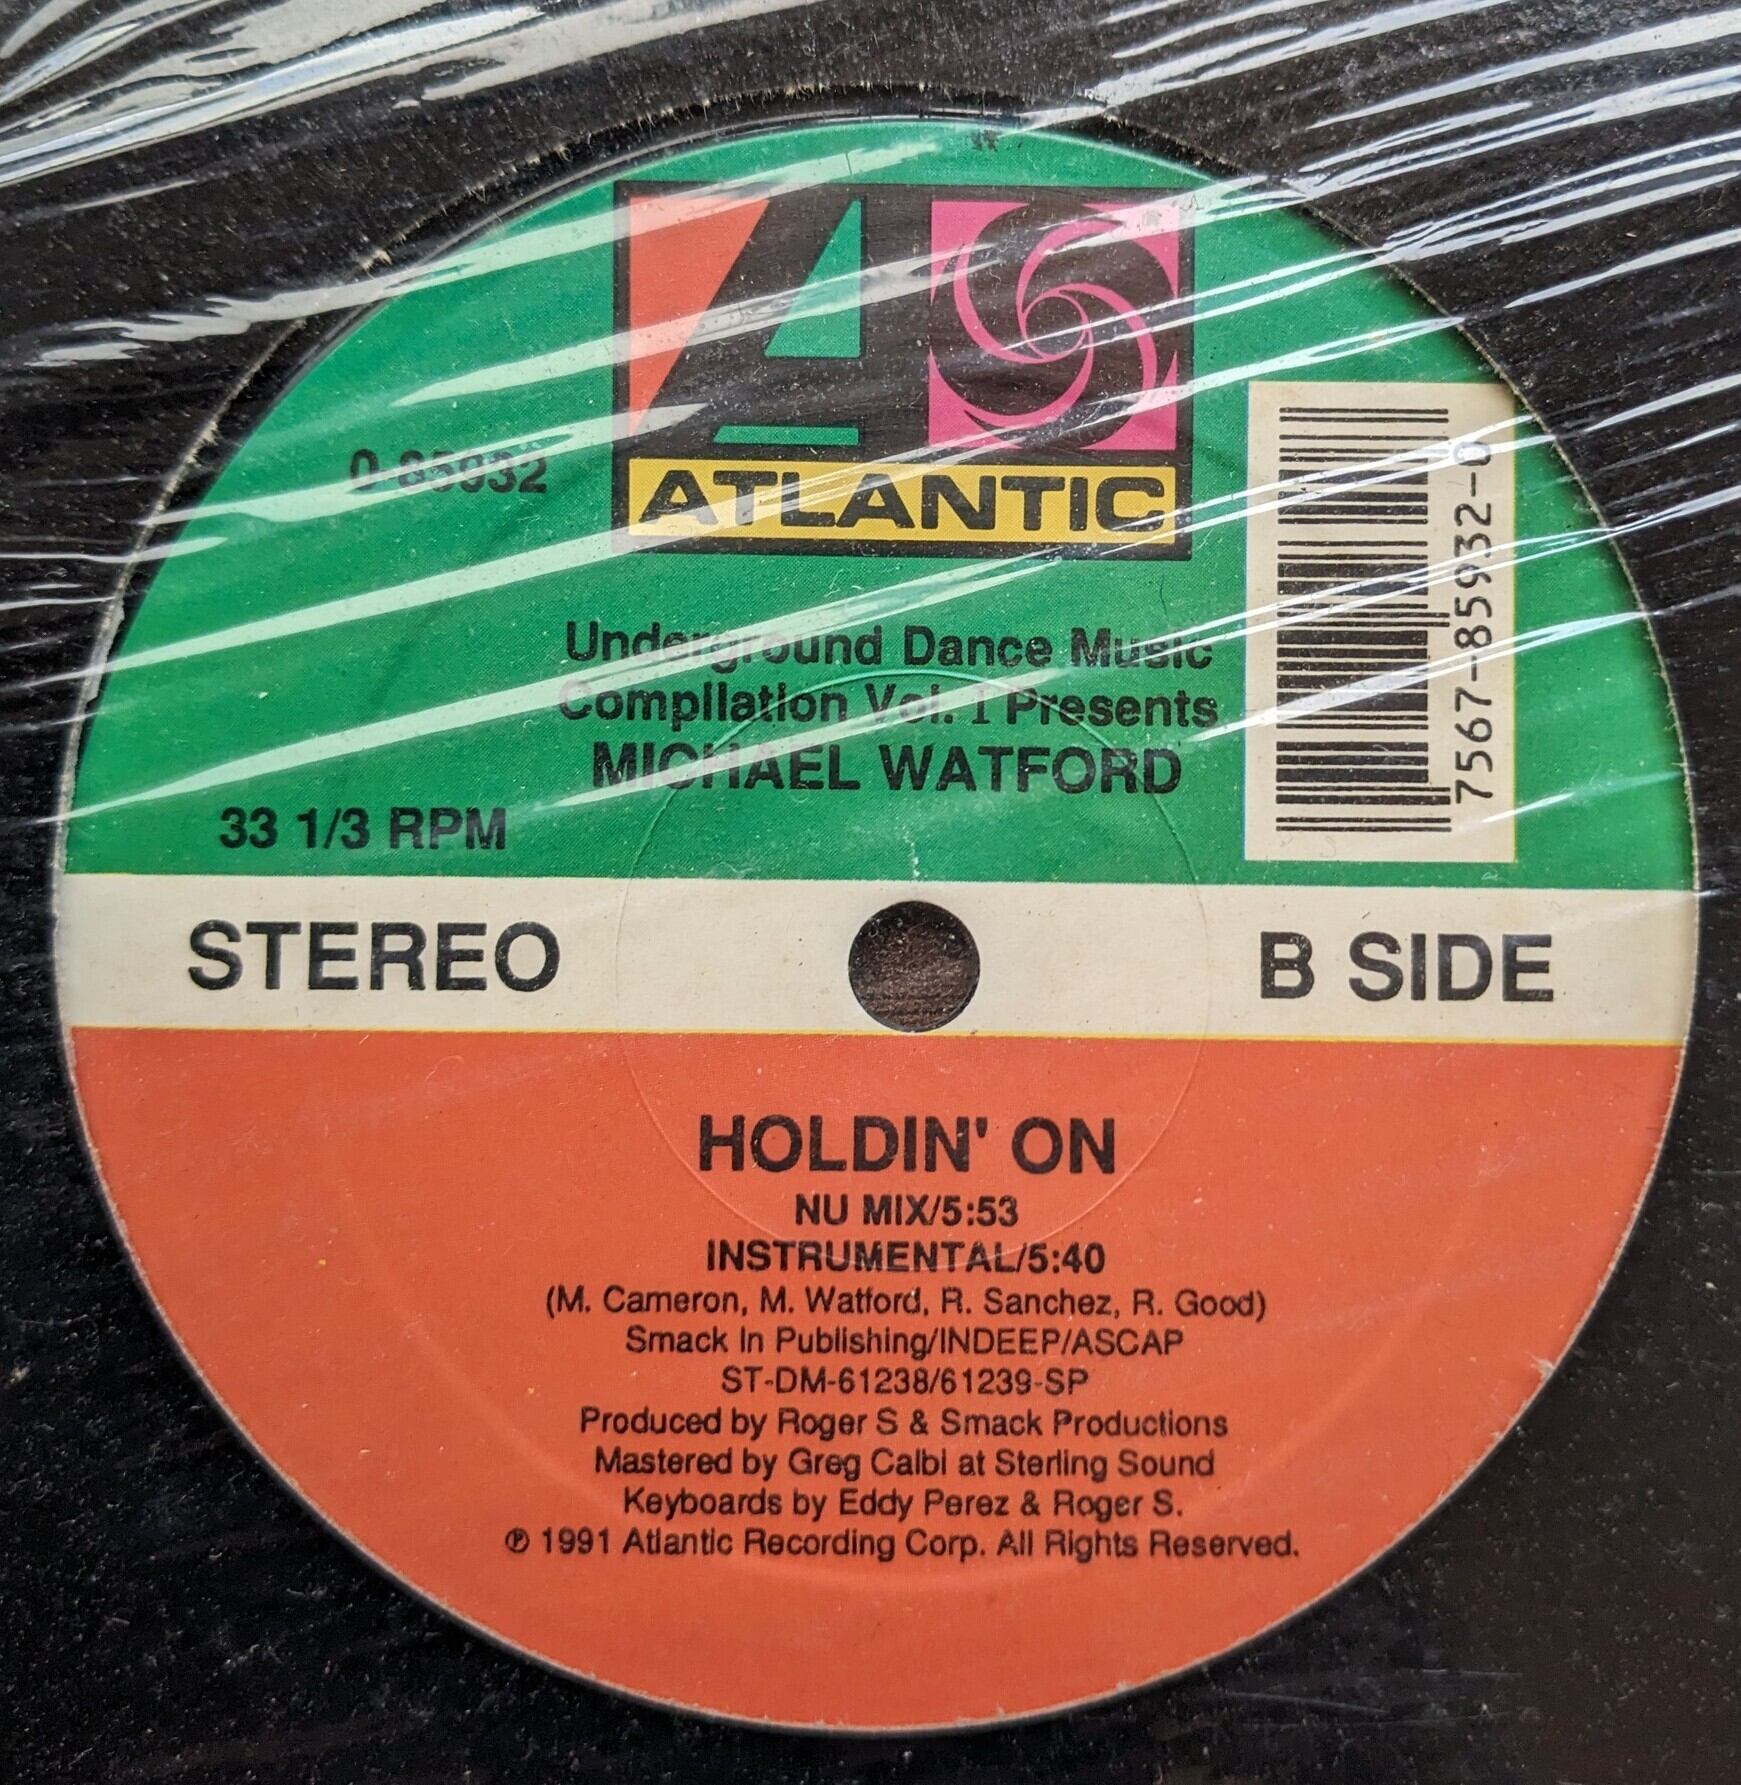 ATLANTIC
0-85932
7567-85932-0
Underground Dance Music
Compilation Vol. I Presents
MICHAEL WATFORD
33 1/3 RPM
STEREO
B SIDE
HOLDIN' ON
NU MIX/5:53
INSTRUMENTAL/5:40
(M. Cameron, M. Watford, R. Sanchez, R. Good)
Smack In Publishing/INDEEP/ASCAP
ST-DM-61238/61239-SP
Produced by Roger S & Smack Productions
Mastered by Greg Calbi at Sterling Sound
Keyboards by Eddy Perez & Roger S.
℗ 1991 Atlantic Recording Corp. All Rights Reserved.